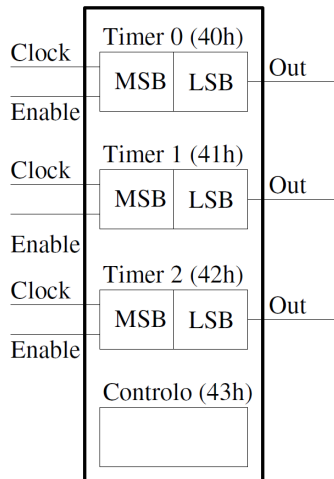 Timer 0 (40h)
Clock
MSB LSB
Out
Enable
Timer 1 (41h)
Clock
MSB LSB
Out
Enable
Timer 2 (42h)
Clock
MSB LSB
Out
Enable
Controlo (43h)